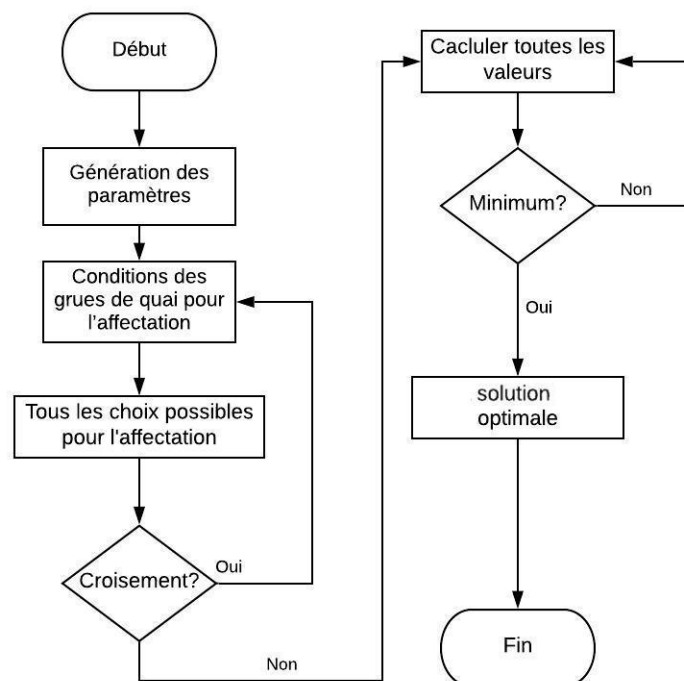 Début
Génération des
paramètres
Conditions des
grues de quai pour
l'affectation
Tous les choix possibles
pour l'affectation
Croisement?
Oui
Non
Cacluler toutes les
valeurs
Minimum?
Non
Oui
solution
optimale
Fin